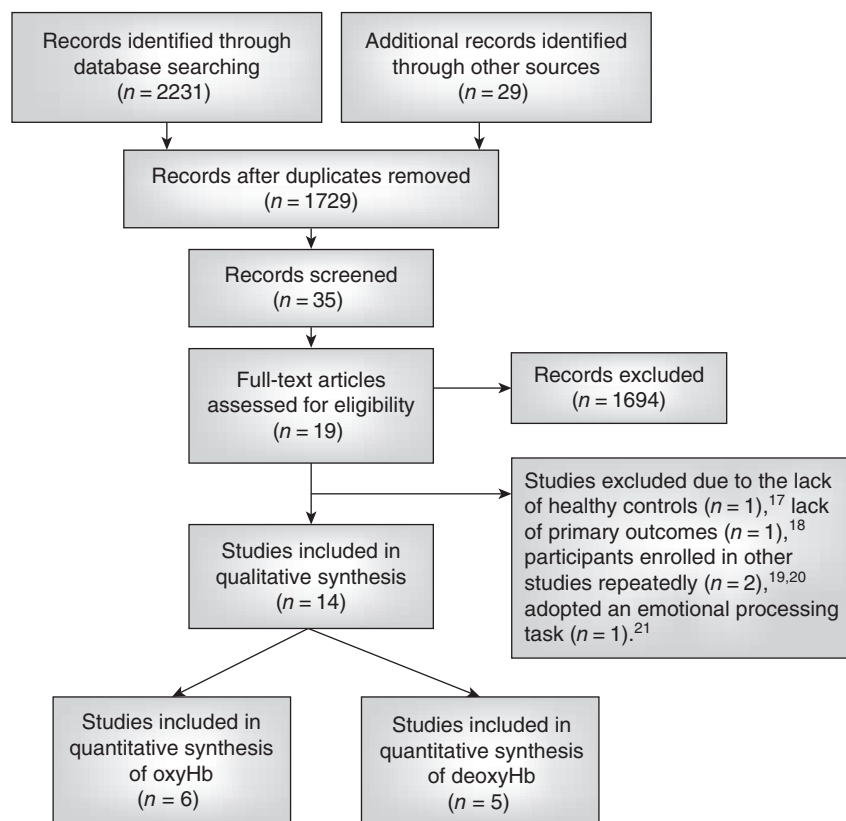 Records identified through
database searching
(n = 2231)
Additional records identified
through other sources
(n = 29)
Records after duplicates removed
(n = 1729)
Records screened
(n = 35)
Full-text articles
assessed for eligibility
(n = 19)
Records excluded
(n = 1694)
Studies excluded due to the lack
of healthy controls (n = 1),17 lack
of primary outcomes (n = 1),18
participants enrolled in other
studies repeatedly (n = 2),19,20
adopted an emotional processing
task (n = 1).21
Studies included in
qualitative synthesis
(n = 14)
Studies included in
quantitative synthesis
of oxyHb
(n = 6)
Studies included in
quantitative synthesis
of deoxyHb
(n = 5)